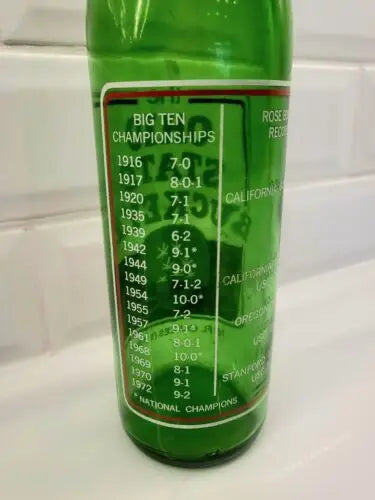 BIG TEN
CHAMPIONSHIPS
1916 7-0
1917 8-0-1
1920 7-1
1935 7-1
1939 6-2
1942 9-1*
1944 9-0*
1949 7-1-2
1954 10-0*
1955 7-2
1957 9-1
1961 8-0-1
1968 10-0*
1969 8-1
1970 9-1
1972 9-2
* NATIONAL CHAMPIONS
ROSE
CALIFORNIA
CALIFORNIA
OREGON
STANFORD